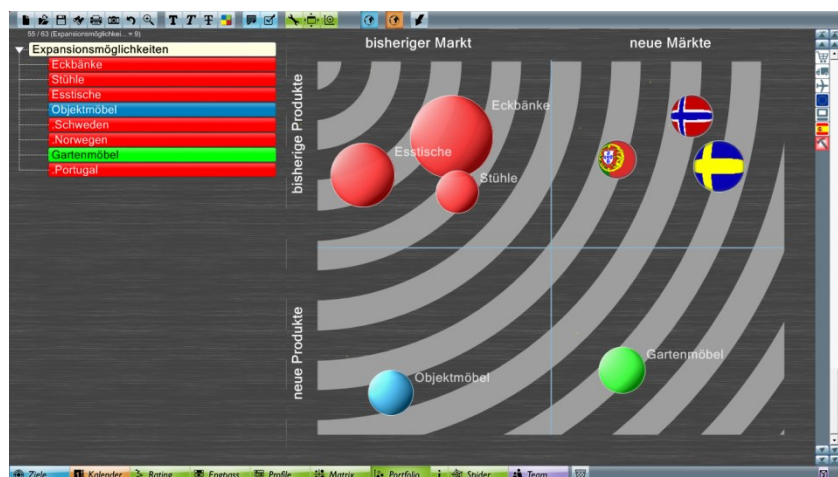 55 / 63 (Expansionsmöglichkei... = 9)
Expansionsmöglichkeiten
Eckbänke
Stühle
Esstische
Objektmöbel
.Schweden
.Norwegen
Gartenmöbel
.Portugal
bisheriger Markt
neue Märkte
bisherige Produkte
neue Produkte
Eckbänke
Esstische
Stühle
Objektmöbel
Gartenmöbel
Ziele
Kalender
Rating
Engpass
Profile
Matrix
Portfolio
i
Spider
Team